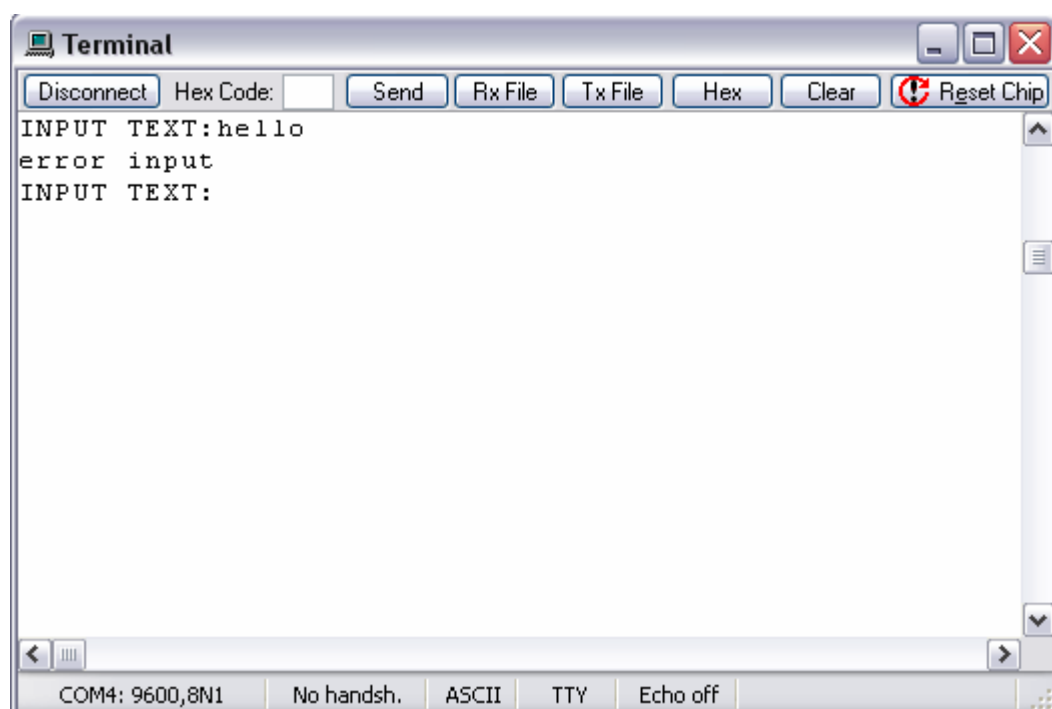 Terminal
Disconnect Hex Code: Send Rx File Tx File Hex Clear Reset Chip
INPUT TEXT:hello
error input
INPUT TEXT:
COM4: 9600,8N1 No handsh. ASCII TTY Echo off